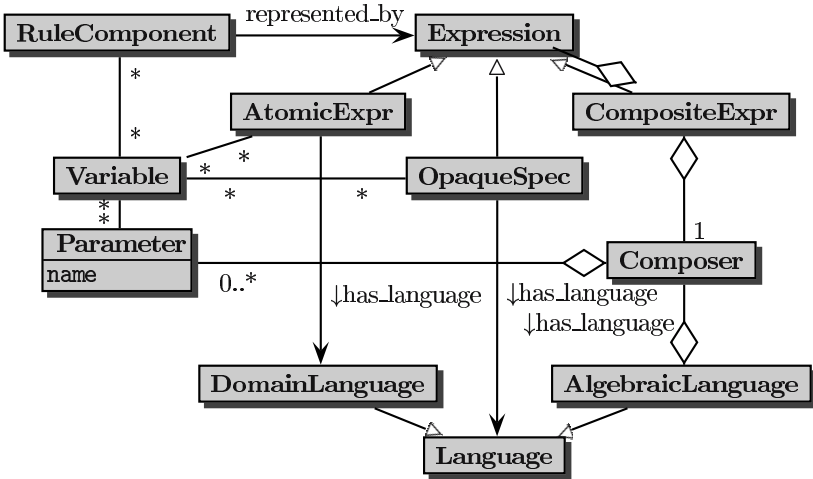 represented_by
RuleComponent
Expression
*
AtomicExpr
CompositeExpr
*
*
*
Variable
*
*
OpaqueSpec
*
*
1
Parameter
name
0..*
Composer
↓has_language
↓has_language
↓has_language
DomainLanguage
AlgebraicLanguage
Language